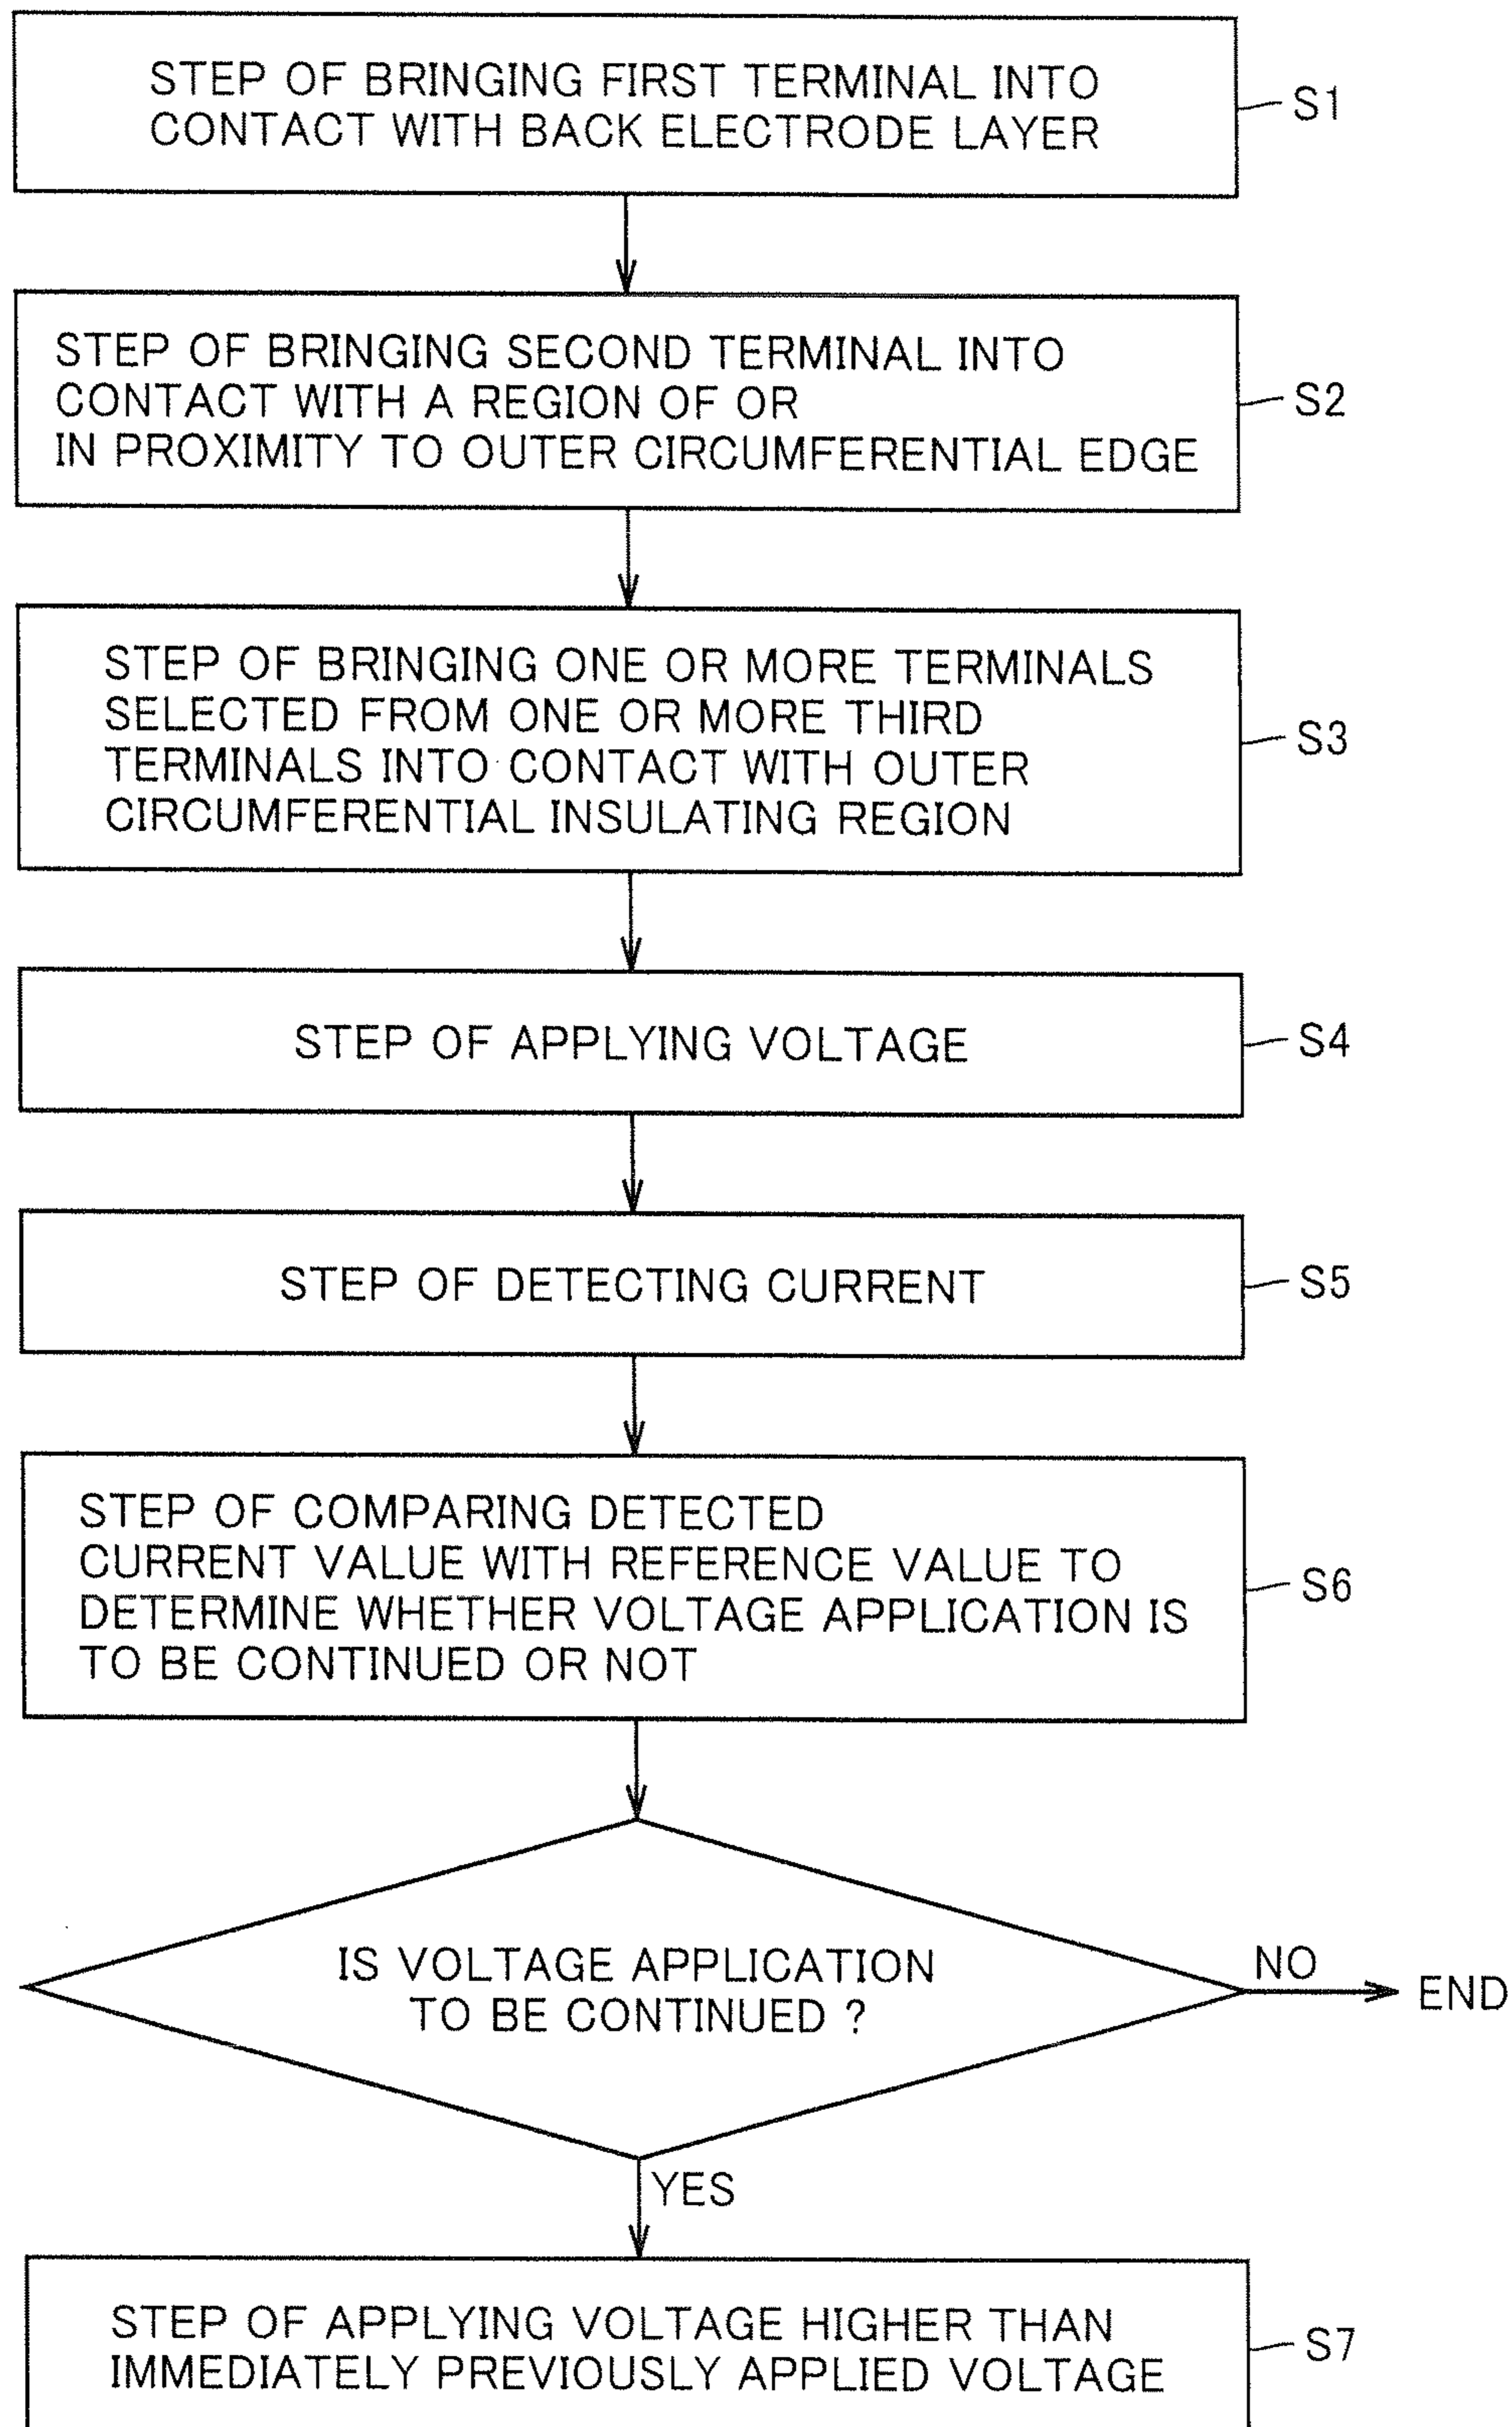 STEP OF BRINGING FIRST TERMINAL INTO
CONTACT WITH BACK ELECTRODE LAYER
S1
STEP OF BRINGING SECOND TERMINAL INTO
CONTACT WITH A REGION OF OR
IN PROXIMITY TO OUTER CIRCUMFERENTIAL EDGE
S2
STEP OF BRINGING ONE OR MORE TERMINALS
SELECTED FROM ONE OR MORE THIRD
TERMINALS INTO CONTACT WITH OUTER
CIRCUMFERENTIAL INSULATING REGION
S3
STEP OF APPLYING VOLTAGE
S4
STEP OF DETECTING CURRENT
S5
STEP OF COMPARING DETECTED
CURRENT VALUE WITH REFERENCE VALUE TO
DETERMINE WHETHER VOLTAGE APPLICATION IS
TO BE CONTINUED OR NOT
S6
IS VOLTAGE APPLICATION
TO BE CONTINUED ?
NO
END
YES
STEP OF APPLYING VOLTAGE HIGHER THAN
IMMEDIATELY PREVIOUSLY APPLIED VOLTAGE
S7